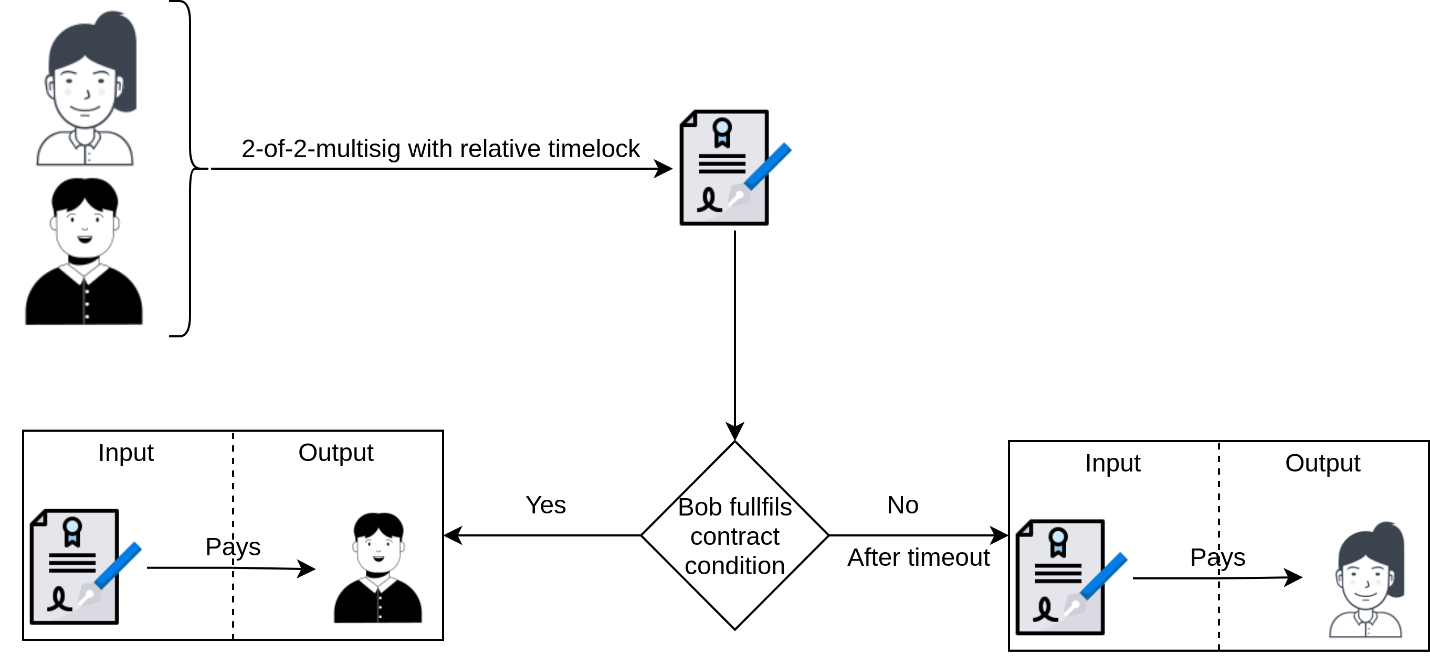 2-of-2-multisig with relative timelock
Input
Output
Pays
Yes
Bob fullfils
contract
condition
No
After timeout
Input
Output
Pays